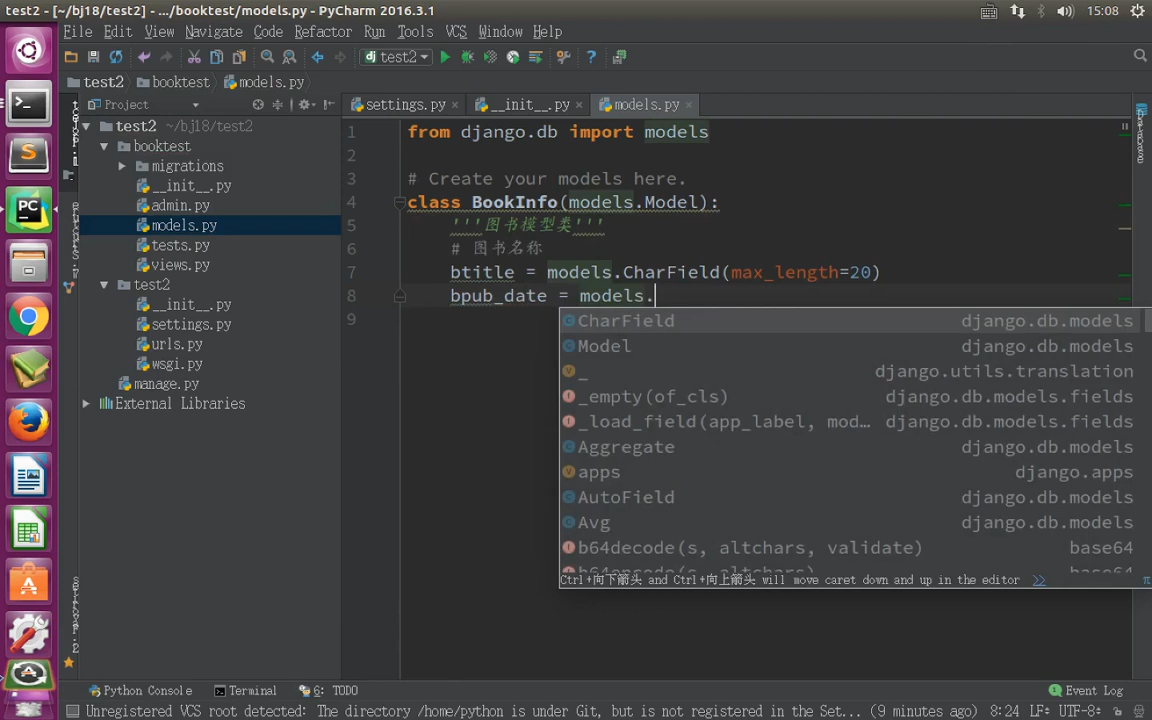 test2 - [~/bj18/test2] - .../booktest/models.py - PyCharm 2016.3.1
15:08
File Edit View Navigate Code Refactor Run Tools VCS Window Help
test2
test2 booktest models.py
Project
settings.py
__init__.py
models.py
test2 ~/bj18/test2
booktest
migrations
__init__.py
admin.py
models.py
tests.py
views.py
test2
__init__.py
settings.py
urls.py
wsgi.py
manage.py
External Libraries
1 from django.db import models
2
3 # Create your models here.
4 class BookInfo(models.Model):
5 '''图书模型类'''
6 # 图书名称
7 btitle = models.CharField(max_length=20)
8 bpub_date = models.
9
CharField django.db.models
Model django.db.models
_ django.utils.translation
_empty(of_cls) django.db.models.fields
_load_field(app_label, mod… django.db.models.fields
Aggregate django.db.models
apps django.apps
AutoField django.db.models
Avg django.db.models
b64decode(s, altchars, validate) base64
Ctrl+向下箭头 and Ctrl+向上箭头 will move caret down and up in the editor >>
π
Python Console Terminal 6: TODO Event Log
Unregistered VCS root detected: The directory /home/python is under Git, but is not registered in the Set... (9 minutes ago) 8:24 LF÷ UTF-8÷